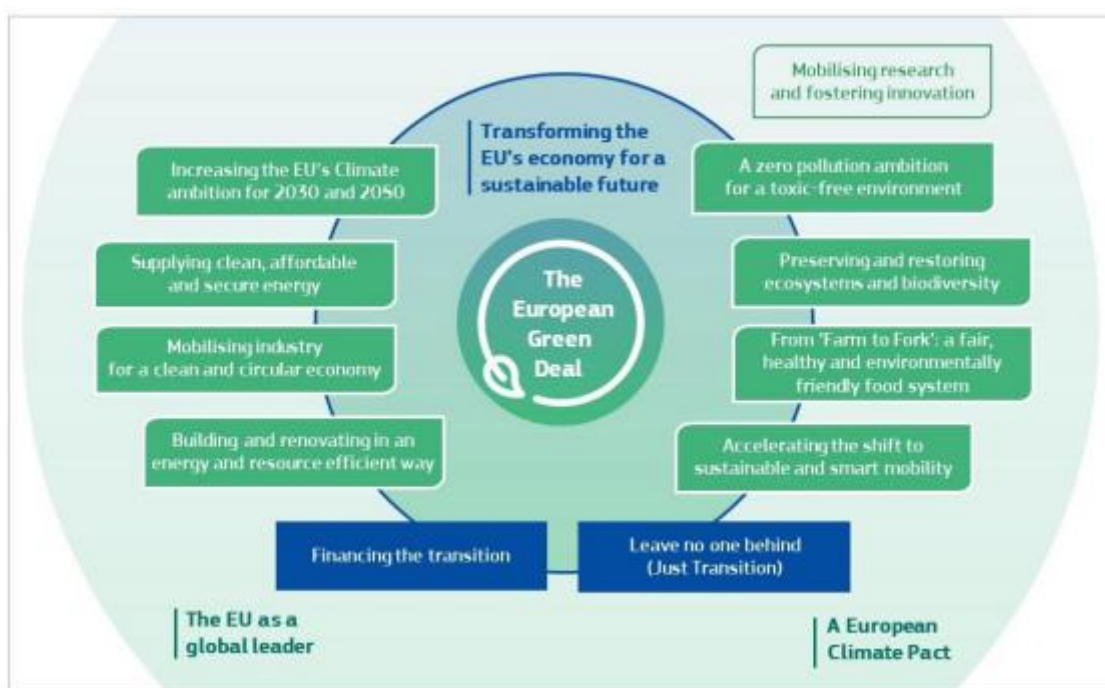 Mobilising research
and fostering innovation
Transforming the
EU's economy for a
sustainable future
Increasing the EU's Climate
ambition for 2030 and 2050
A zero pollution ambition
for a toxic-free environment
Supplying clean, affordable
and secure energy
The
European
Green
Deal
Preserving and restoring
ecosystems and biodiversity
Mobilising industry
for a clean and circular economy
From 'Farm to Fork': a fair,
healthy and environmentally
friendly food system
Building and renovating in an
energy and resource efficient way
Accelerating the shift to
sustainable and smart mobility
Financing the transition
Leave no one behind
(Just Transition)
The EU as a
global leader
A European
Climate Pact